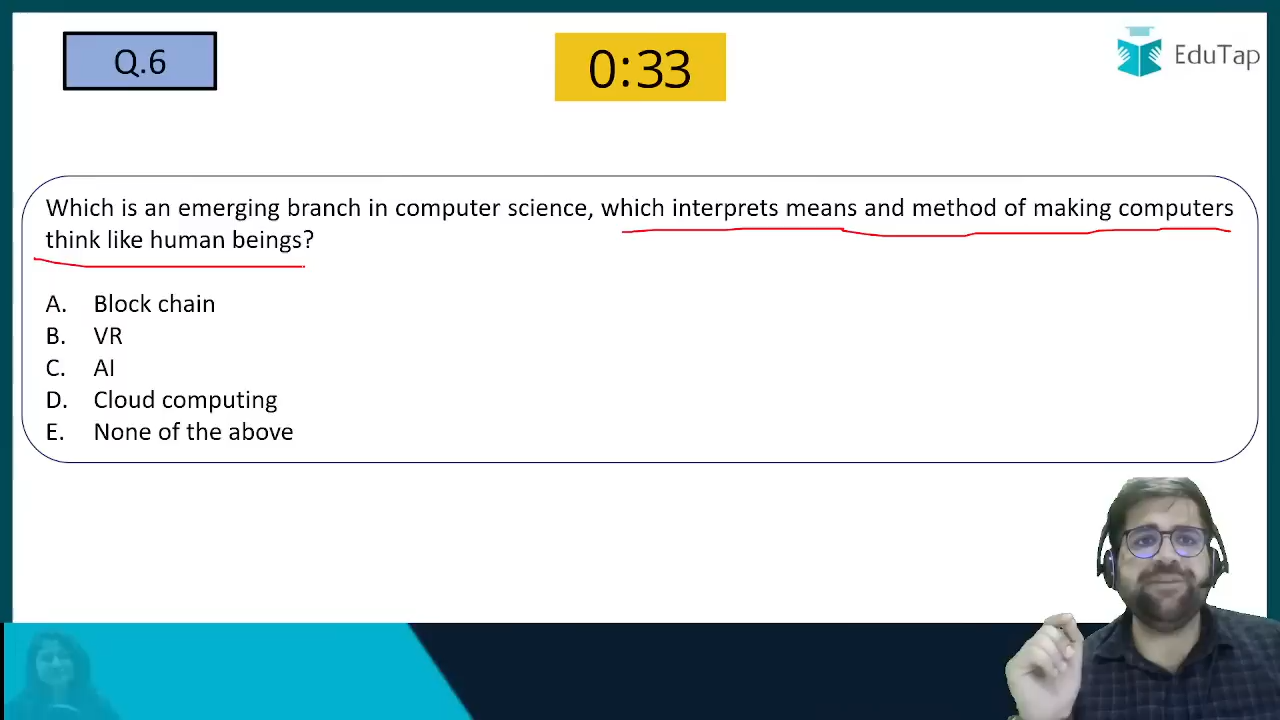 Q.6
0:33
EduTap
Which is an emerging branch in computer science, which interprets means and method of making computers
think like human beings?
A. Block chain
B. VR
C. AI
D. Cloud computing
E. None of the above